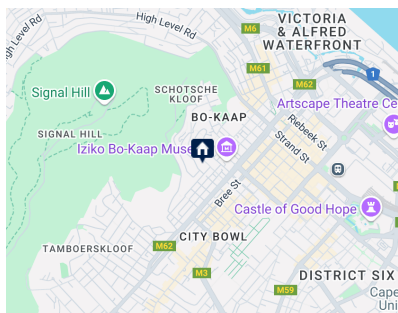 High Level Rd
VICTORIA
& ALFRED
WATERFRONT
M6
High Level Rd
M61
1
M62
Signal Hill
SCHOTSCHE
KLOOF
Artscape Theatre Ce
BO-KAAP
Riebeek St
SIGNAL HILL
Strand St
Iziko Bo-Kaap Muse
Bree St
Castle of Good Hope
CITY BOWL
TAMBOERSKLOOF
M62
M3
DISTRICT SIX
M59
Cape
Uni